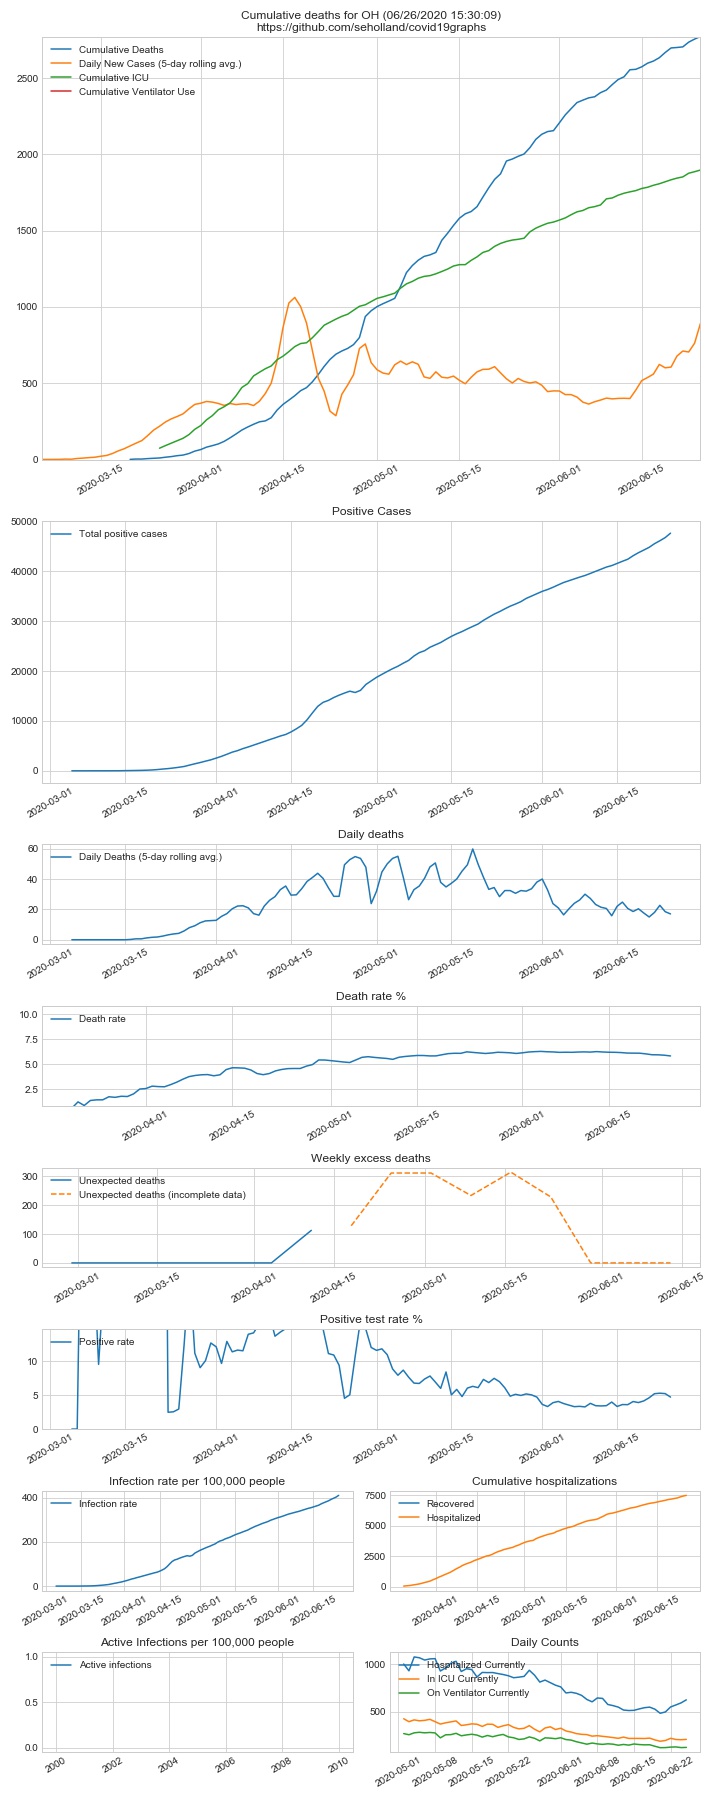 Cumulative deaths for OH (06/26/2020 15:30:09)
https://github.com/seholland/covid19graphs
Cumulative Deaths
Daily New Cases (5-day rolling avg.)
Cumulative ICU
Cumulative Ventilator Use
2500
2000
1500
1000
500
0
2020-03-15 2020-04-01 2020-04-15 2020-05-01 2020-05-15 2020-06-01 2020-06-15
Positive Cases
Total positive cases
50000
40000
30000
20000
10000
0
2020-03-01 2020-03-15 2020-04-01 2020-04-15 2020-05-01 2020-05-15 2020-06-01 2020-06-15
Daily deaths
Daily Deaths (5-day rolling avg.)
60
40
20
0
2020-03-01 2020-03-15 2020-04-01 2020-04-15 2020-05-01 2020-05-15 2020-06-01 2020-06-15
Death rate %
Death rate
10.0
7.5
5.0
2.5
2020-04-01 2020-04-15 2020-05-01 2020-05-15 2020-06-01 2020-06-15
Weekly excess deaths
Unexpected deaths
Unexpected deaths (incomplete data)
300
200
100
0
2020-03-01 2020-03-15 2020-04-01 2020-04-15 2020-05-01 2020-05-15 2020-06-01 2020-06-15
Positive test rate %
Positive rate
10
5
0
2020-03-01 2020-03-15 2020-04-01 2020-04-15 2020-05-01 2020-05-15 2020-06-01 2020-06-15
Infection rate per 100,000 people
Infection rate
400
200
0
2020-03-01 2020-03-15 2020-04-01 2020-04-15 2020-05-01 2020-05-15 2020-06-01 2020-06-15
Cumulative hospitalizations
Recovered
Hospitalized
7500
5000
2500
0
2020-04-01 2020-04-15 2020-05-01 2020-05-15 2020-06-01 2020-06-15
Active Infections per 100,000 people
Active infections
1.0
0.5
0.0
2000 2002 2004 2006 2008 2010
Daily Counts
Hospitalized Currently
In ICU Currently
On Ventilator Currently
1000
500
2020-05-01 2020-05-08 2020-05-15 2020-05-22 2020-06-01 2020-06-08 2020-06-15 2020-06-22